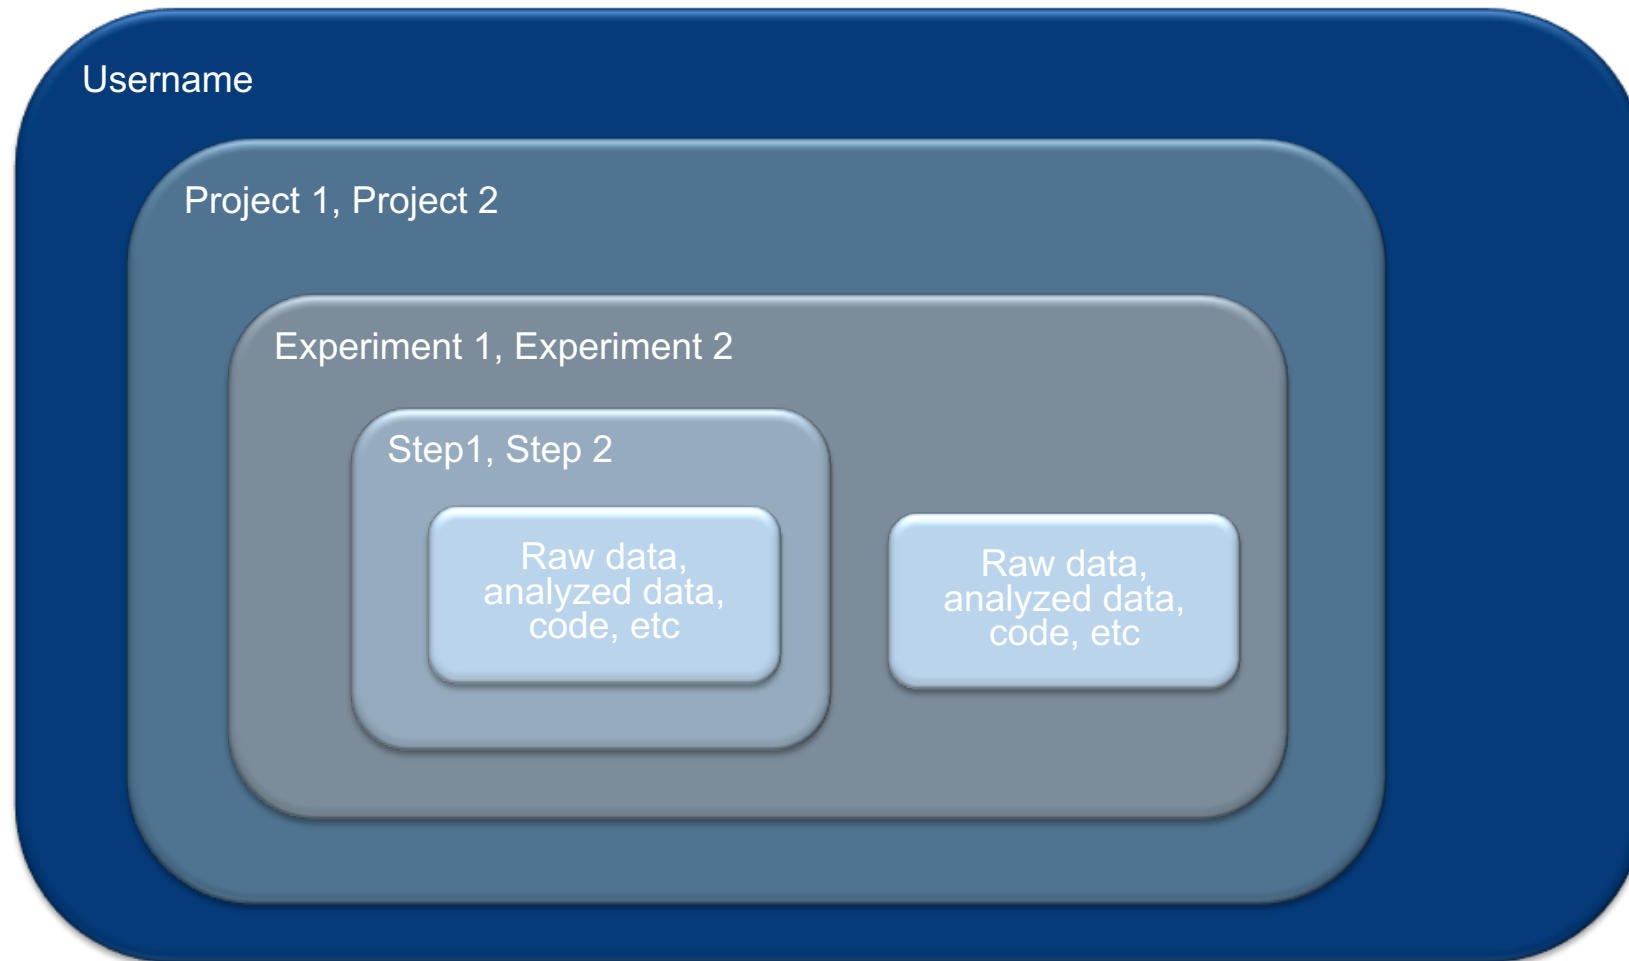 Username
Project 1, Project 2
Experiment 1, Experiment 2
Step1, Step 2
Raw data,
analyzed data,
code, etc
Raw data,
analyzed data,
code, etc